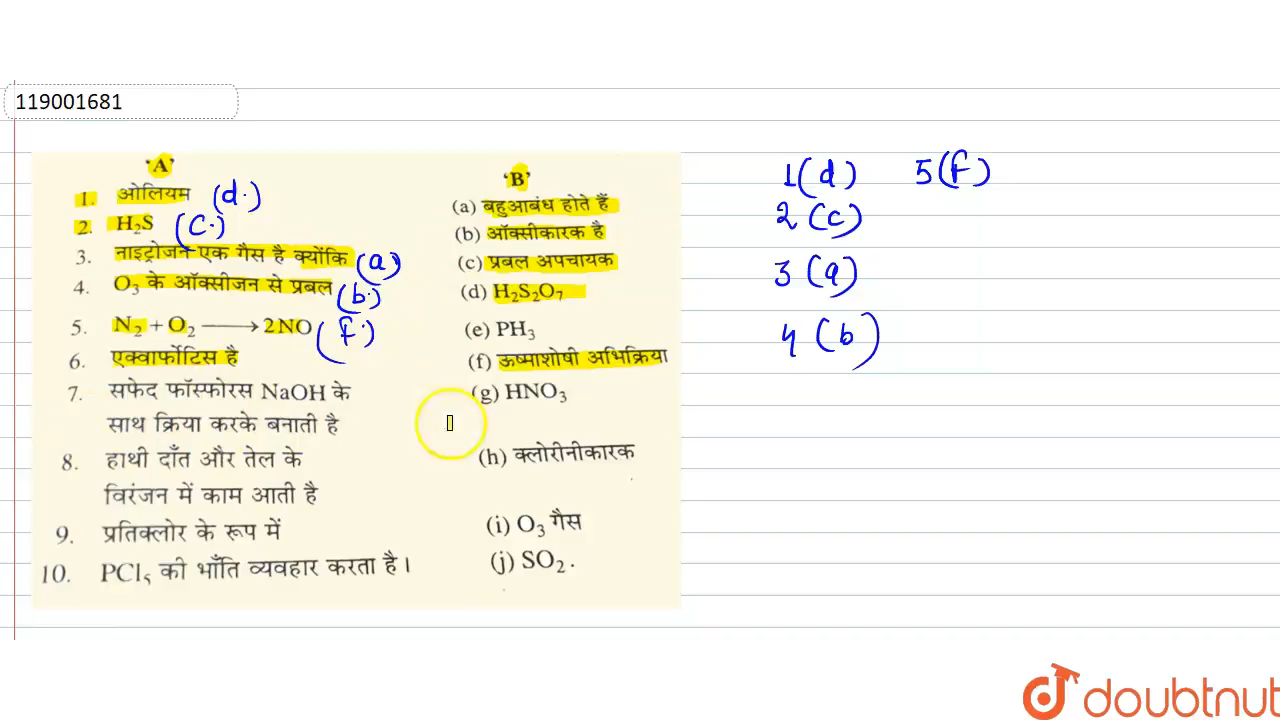 119001681
'A'
'B'
1. ओलियम (d.)
(a) बहुआबंध होते हैं
2. H₂S (C.)
(b) ऑक्सीकारक है
3. नाइट्रोजन एक गैस है क्योंकि (a)
(c) प्रबल अपचायक
4. O₃ के ऑक्सीजन से प्रबल (b.)
(d) H₂S₂O₇
5. N₂ + O₂ ⟶ 2NO (f.)
(e) PH₃
6. एक्वार्फोटिस है
(f) ऊष्माशोषी अभिक्रिया
7. सफेद फॉस्फोरस NaOH के
(g) HNO₃
साथ क्रिया करके बनाती है
8. हाथी दाँत और तेल के
(h) क्लोरीनीकारक
विरंजन में काम आती है
9. प्रतिक्लोर के रूप में
(i) O₃ गैस
10. PCl₅ की भाँति व्यवहार करता है।
(j) SO₂.
1(d) 5(f)
2(c)
3(a)
4(b)
doubtnut